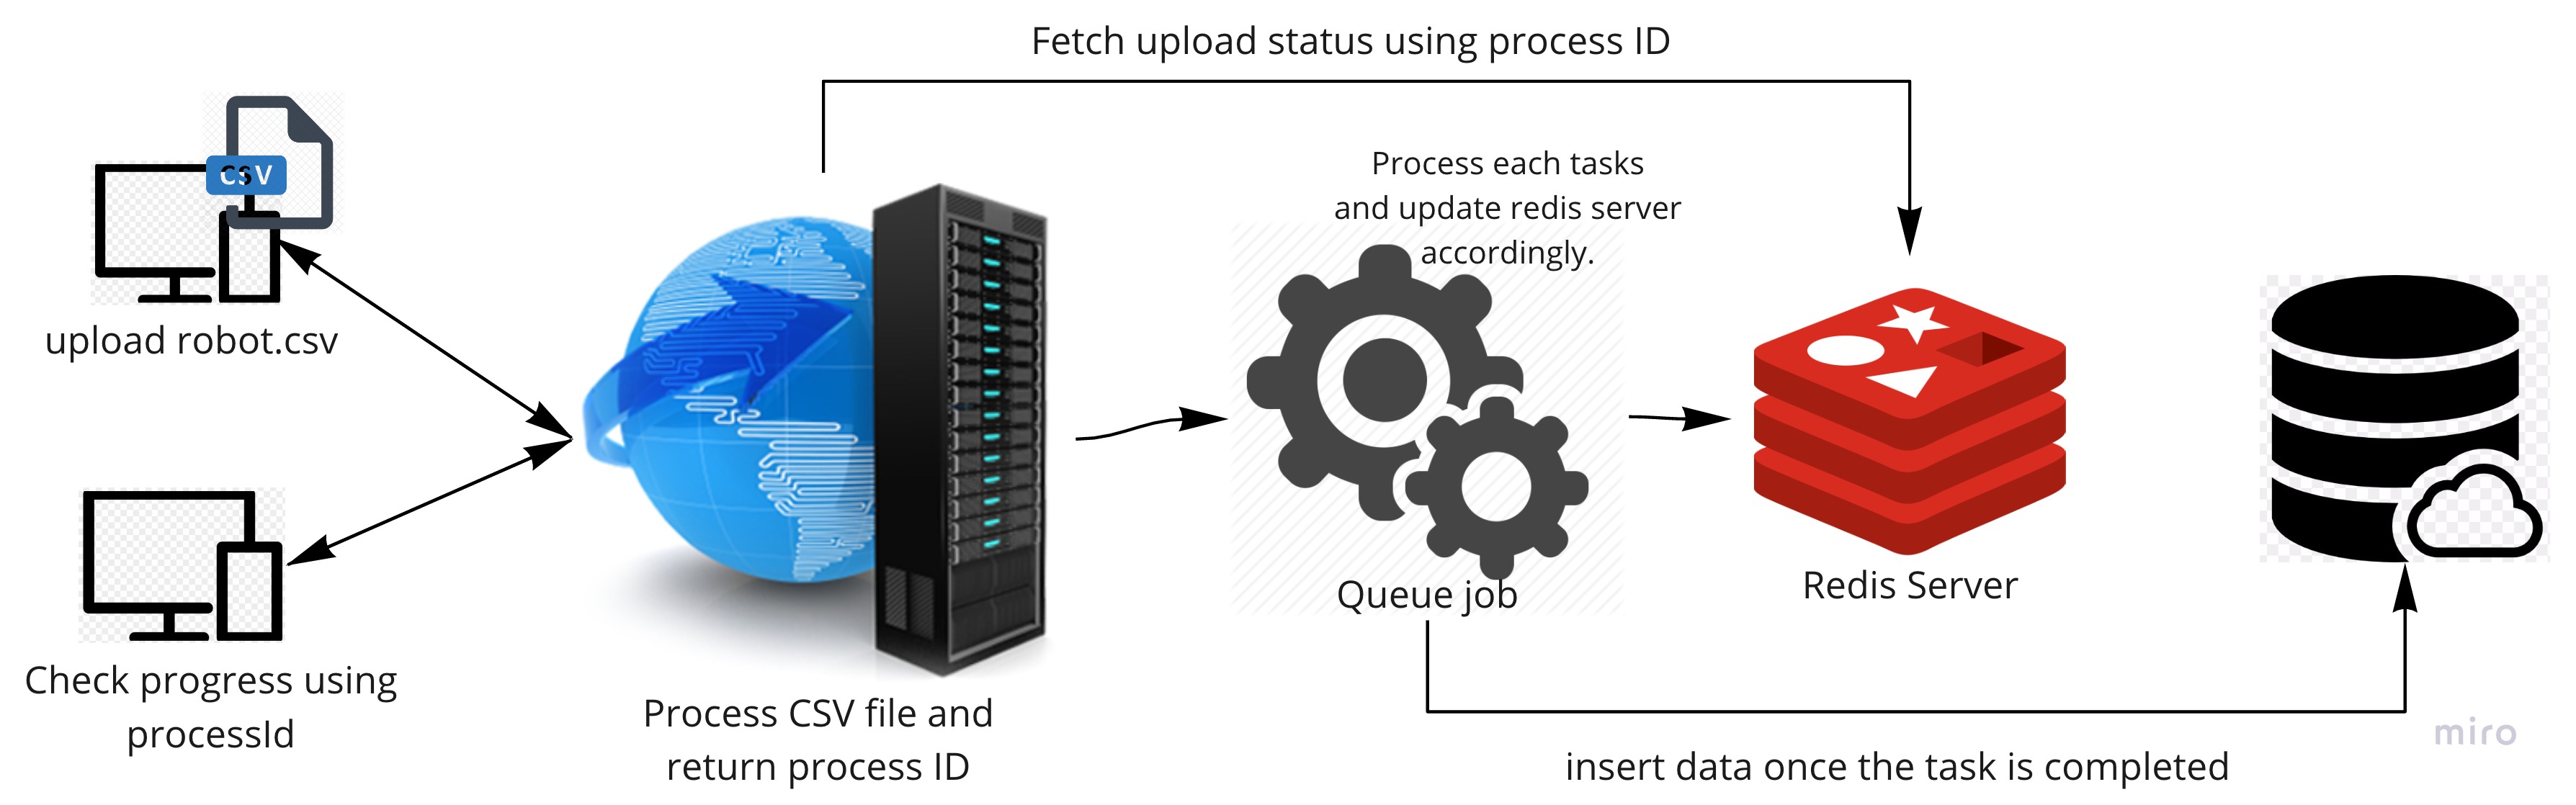 Fetch upload status using process ID
CSV
upload robot.csv
Process each tasks
and update redis server
accordingly.
Queue job
Redis Server
Check progress using
processId
Process CSV file and
return process ID
insert data once the task is completed
miro